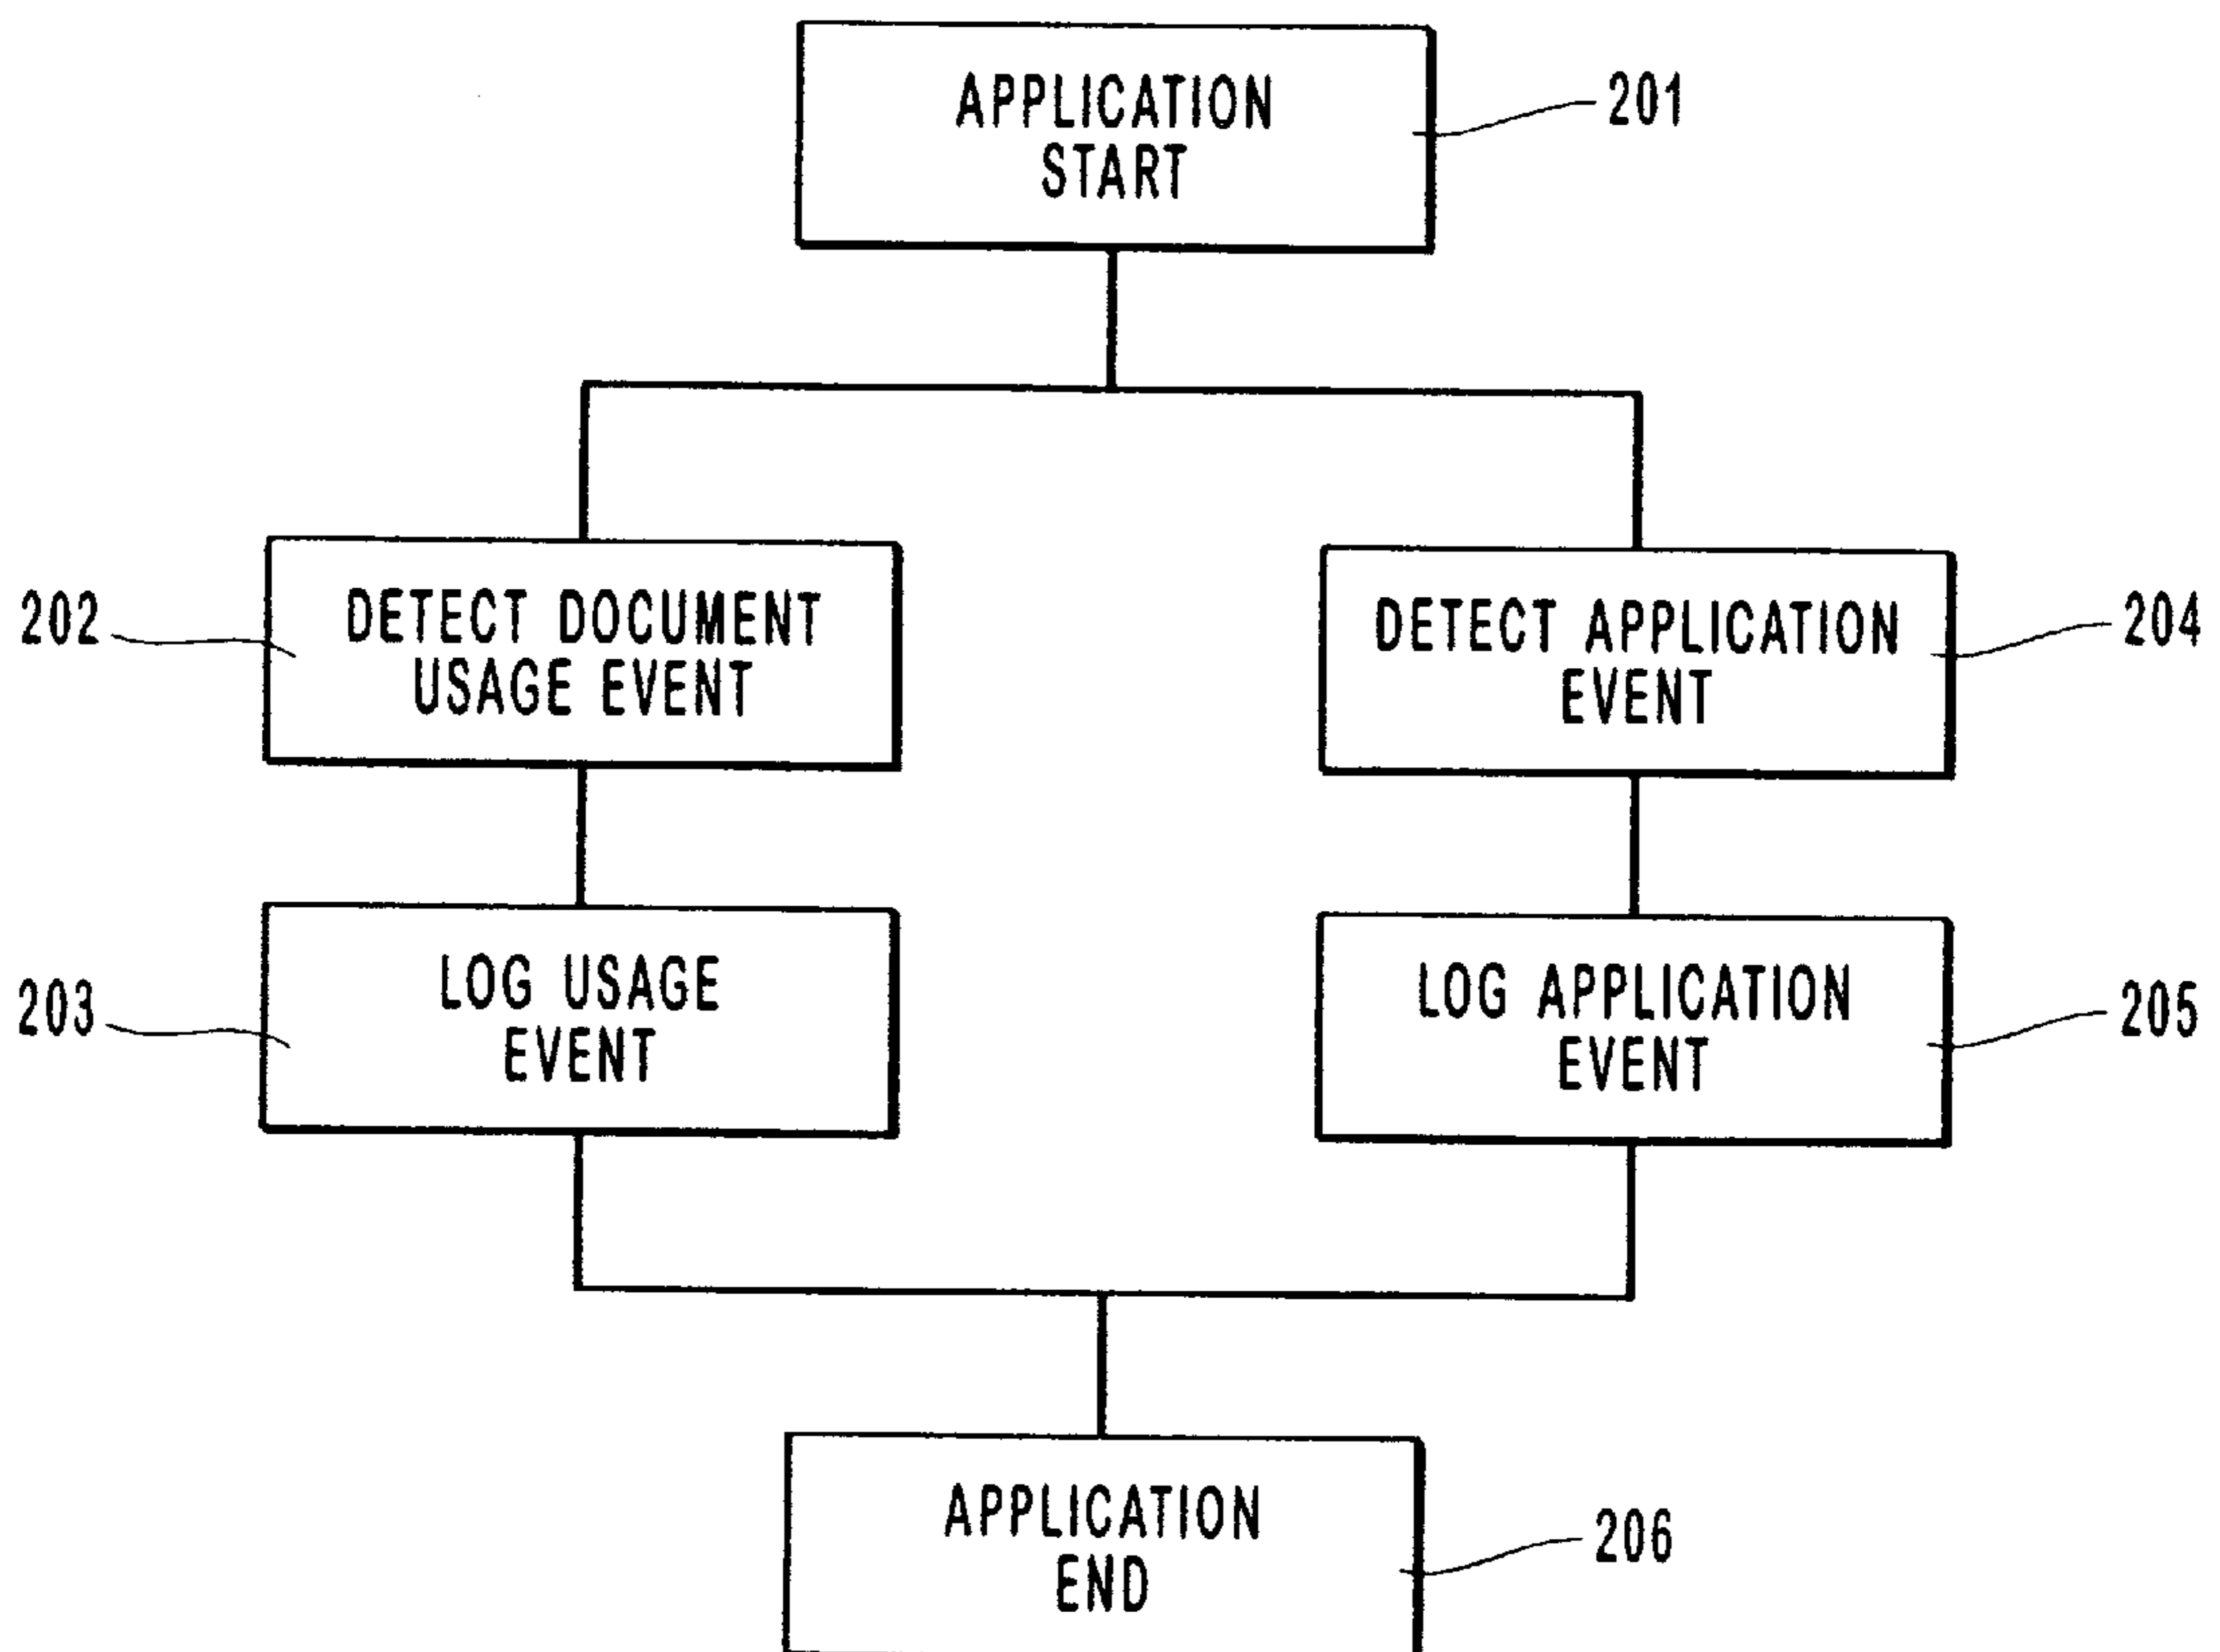 APPLICATION
START
201
202
DETECT DOCUMENT
USAGE EVENT
DETECT APPLICATION
EVENT
204
203
LOG USAGE
EVENT
LOG APPLICATION
EVENT
205
APPLICATION
END
206